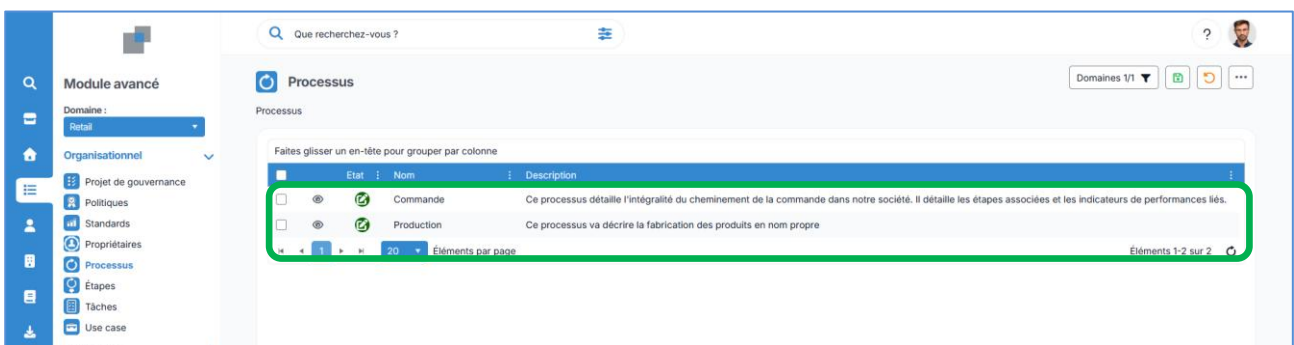 Que recherchez-vous ?
?
Module avancé
Domaine :
Retail
Organisationnel
Projet de gouvernance
Politiques
Standards
Propriétaires
Processus
Étapes
Tâches
Use case
Processus
Domaines 1/1
Processus
Faites glisser un en-tête pour grouper par colonne
Etat Nom Description
Commande Ce processus détaille l'intégralité du cheminement de la commande dans notre société. Il détaille les étapes associées et les indicateurs de performances liés.
Production Ce processus va décrire la fabrication des produits en nom propre
1 20 Éléments par page Éléments 1-2 sur 2